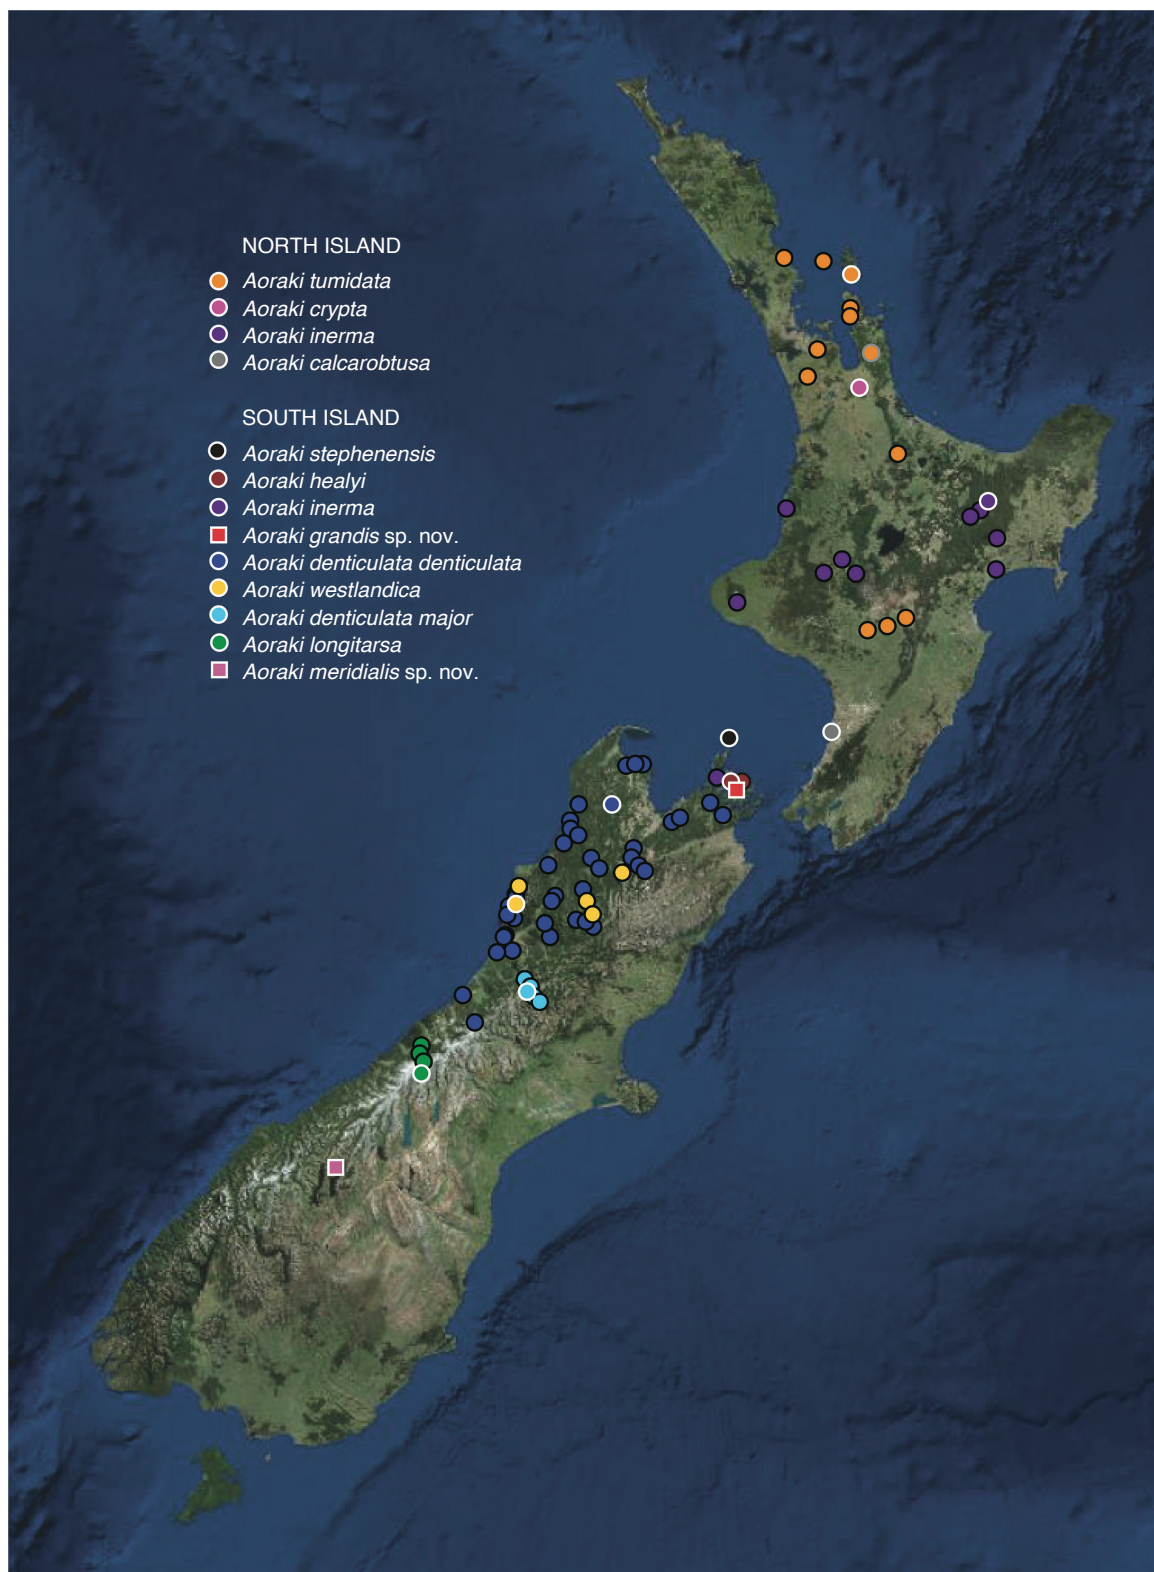 NORTH ISLAND
Aoraki tumidata
Aoraki crypta
Aoraki inerma
Aoraki calcarobtusa
SOUTH ISLAND
Aoraki stephenensis
Aoraki healyi
Aoraki inerma
Aoraki grandis sp. nov.
Aoraki denticulata denticulata
Aoraki westlandica
Aoraki denticulata major
Aoraki longitarsa
Aoraki meridialis sp. nov.